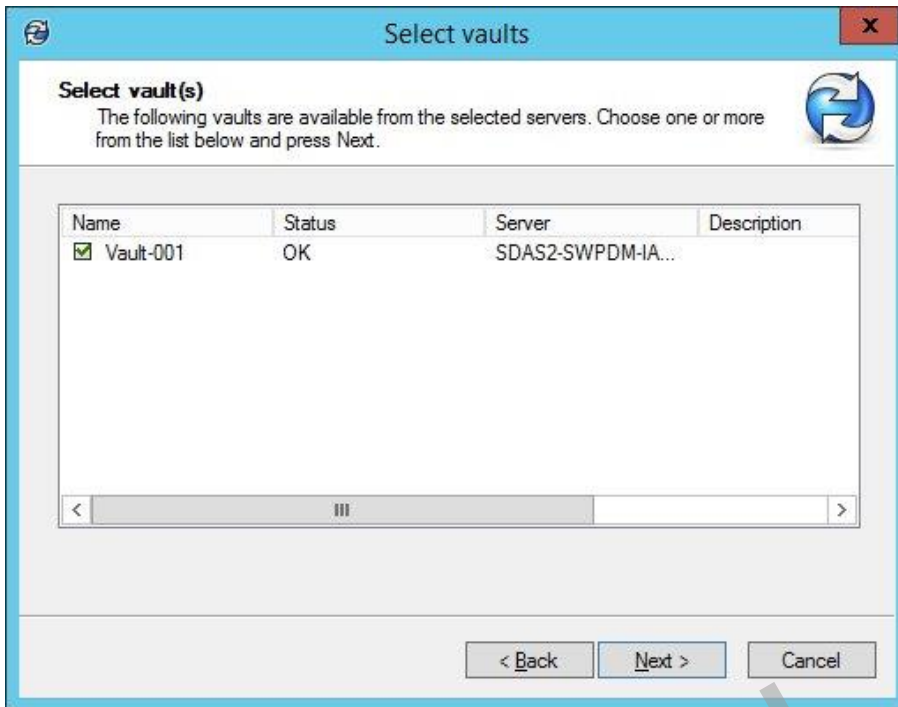 Select vaults
x
Select vault(s)
The following vaults are available from the selected servers. Choose one or more
from the list below and press Next.
Name Status Server Description
Vault-001 OK SDAS2-SWPDM-IA...
< Back Next > Cancel